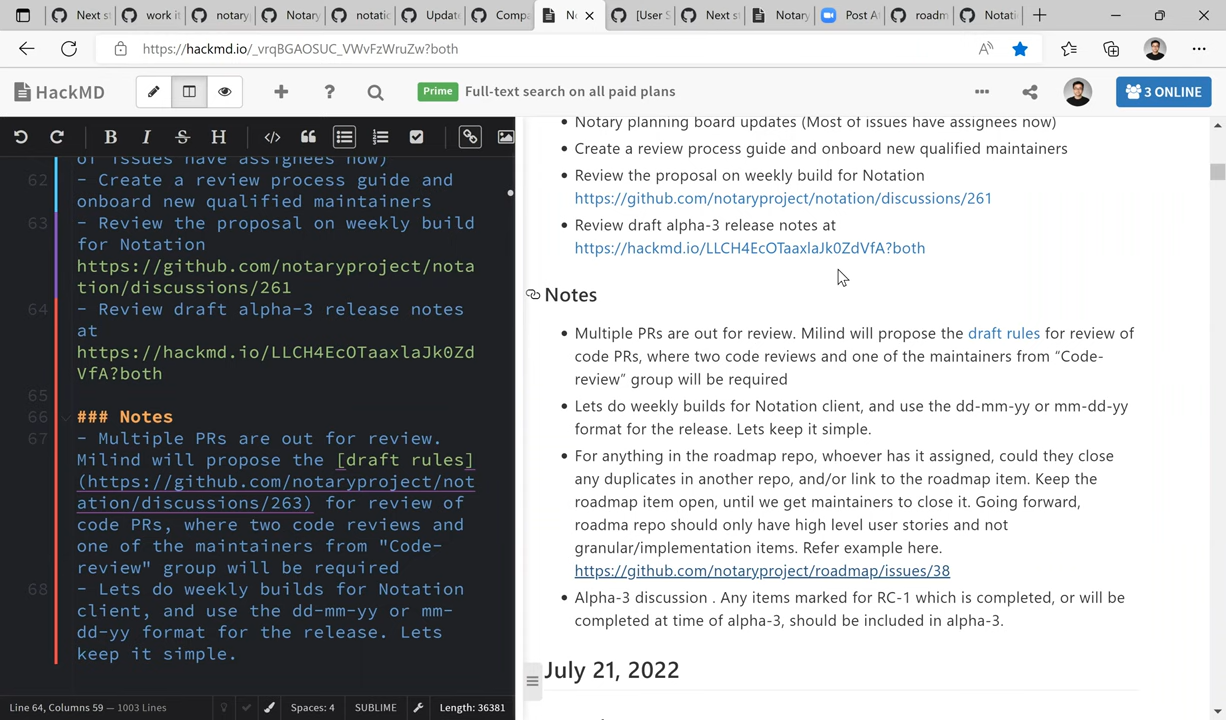 Next s
work it
notary
Notary
notatio
Update
Compa
No
[User S
Next s
Notary
Post A
roadm
Notati
https://hackmd.io/_vrqBGAOSUC_VWvFzWruZw?both
HackMD
Prime Full-text search on all paid plans
3 ONLINE
of issues have assignees now)
62 - Create a review process guide and
onboard new qualified maintainers
63 - Review the proposal on weekly build
for Notation
https://github.com/notaryproject/nota
tion/discussions/261
64 - Review draft alpha-3 release notes
at
https://hackmd.io/LLCH4EcOTaaxlaJk0Zd
VfA?both
65
66 ### Notes
67 - Multiple PRs are out for review.
Milind will propose the [draft rules]
(https://github.com/notaryproject/not
ation/discussions/263) for review of
code PRs, where two code reviews and
one of the maintainers from "Code-
review" group will be required
68 - Lets do weekly builds for Notation
client, and use the dd-mm-yy or mm-
dd-yy format for the release. Lets
keep it simple.
Line 64, Columns 59 — 1003 Lines
Spaces: 4
SUBLIME
Length: 36381
• Notary planning board updates (Most of issues have assignees now)
• Create a review process guide and onboard new qualified maintainers
• Review the proposal on weekly build for Notation
https://github.com/notaryproject/notation/discussions/261
• Review draft alpha-3 release notes at
https://hackmd.io/LLCH4EcOTaaxlaJk0ZdVfA?both
Notes
• Multiple PRs are out for review. Milind will propose the draft rules for review of
code PRs, where two code reviews and one of the maintainers from “Code-
review” group will be required
• Lets do weekly builds for Notation client, and use the dd-mm-yy or mm-dd-yy
format for the release. Lets keep it simple.
• For anything in the roadmap repo, whoever has it assigned, could they close
any duplicates in another repo, and/or link to the roadmap item. Keep the
roadmap item open, until we get maintainers to close it. Going forward,
roadma repo should only have high level user stories and not
granular/implementation items. Refer example here.
https://github.com/notaryproject/roadmap/issues/38
• Alpha-3 discussion . Any items marked for RC-1 which is completed, or will be
completed at time of alpha-3, should be included in alpha-3.
July 21, 2022